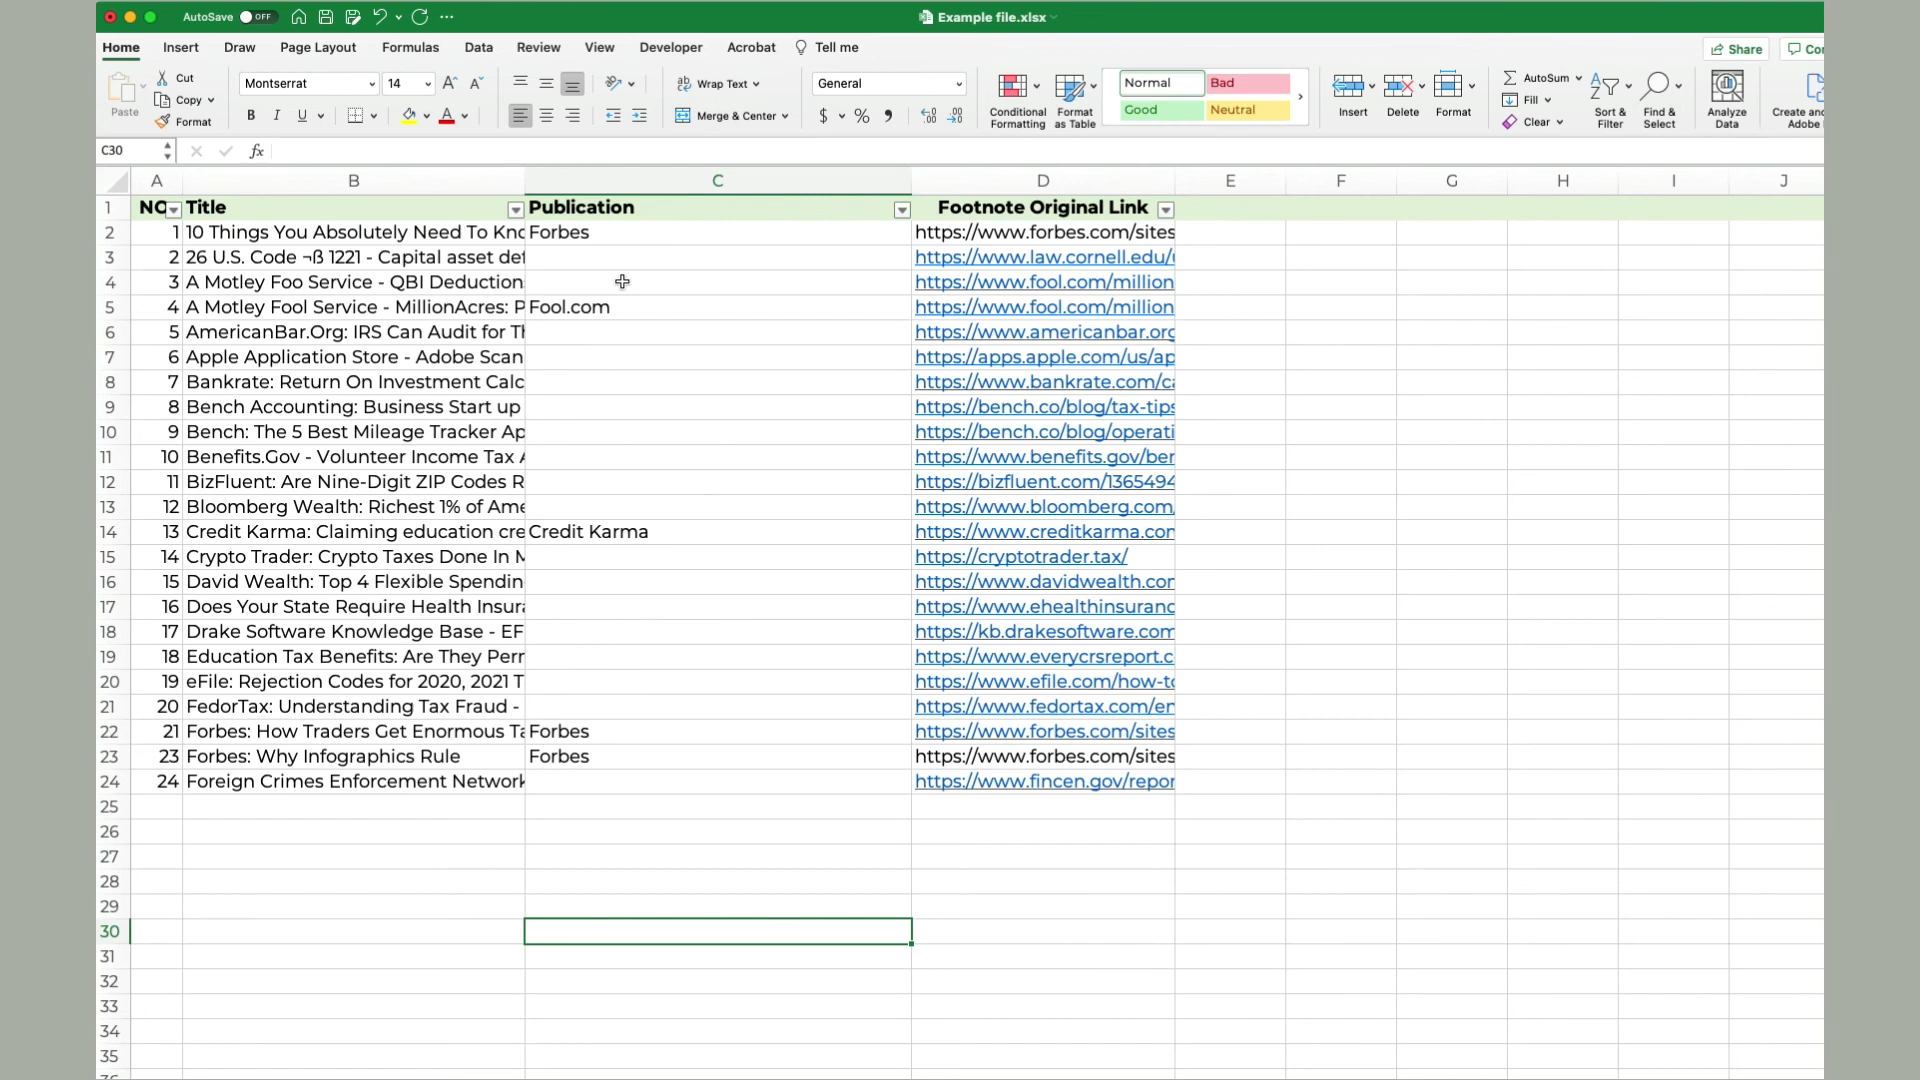 AutoSave OFF Example file.xlsx
Home Insert Draw Page Layout Formulas Data Review View Developer Acrobat Tell me Share
Paste Cut Copy Format
Montserrat 14 B I U
Wrap Text Merge & Center
General $ %
Conditional Formatting Format as Table
Normal Bad
Good Neutral
Insert Delete Format
AutoSum Fill Clear
Sort & Filter Find & Select Analyze Data
C30 fx
A B C D E F G H I J
1 Title Publication Footnote Original Link
2 1 10 Things You Absolutely Need To Forbes https://www.forbes.com/sites
3 2 26 U.S. Code ¬ß 1221 - Capital asset def https://www.law.cornell.edu/
4 3 A Motley Foo Service - QBI Deduction https://www.fool.com/million
5 4 A Motley Fool Service - MillionAcres: P Fool.com https://www.fool.com/million
6 5 AmericanBar.Org: IRS Can Audit for Th https://www.americanbar.org
7 6 Apple Application Store - Adobe Scan https://apps.apple.com/us/ap
8 7 Bankrate: Return On Investment Calc https://www.bankrate.com/ca
9 8 Bench Accounting: Business Start up https://bench.co/blog/tax-tips
10 9 Bench: The 5 Best Mileage Tracker Ap https://bench.co/blog/operati
11 10 Benefits.Gov - Volunteer Income Tax https://www.benefits.gov/ben
12 11 BizFluent: Are Nine-Digit ZIP Codes R https://bizfluent.com/1365494
13 12 Bloomberg Wealth: Richest 1% of Ame https://www.bloomberg.com/
14 13 Credit Karma: Claiming education cre Credit Karma https://www.creditkarma.com
15 14 Crypto Trader: Crypto Taxes Done In M https://cryptotrader.tax/
16 15 David Wealth: Top 4 Flexible Spendin https://www.davidwealth.com
17 16 Does Your State Require Health Insura https://www.ehealthinsuranc
18 17 Drake Software Knowledge Base - EF https://kb.drakesoftware.com
19 18 Education Tax Benefits: Are They Perm https://www.everycrsreport.c
20 19 eFile: Rejection Codes for 2020, 2021 T https://www.efile.com/how-to
21 20 FedorTax: Understanding Tax Fraud - https://www.fedortax.com/en
22 21 Forbes: How Traders Get Enormous Ta Forbes https://www.forbes.com/sites
23 23 Forbes: Why Infographics Rule Forbes https://www.forbes.com/sites
24 24 Foreign Crimes Enforcement Network https://www.fincen.gov/repor
25
26
27
28
29
30
31
32
33
34
35